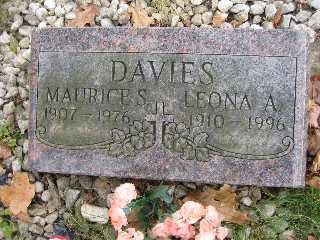 DAVIES
MAURICE S. LEONA A.
1907 - 1976 1910 - 1996